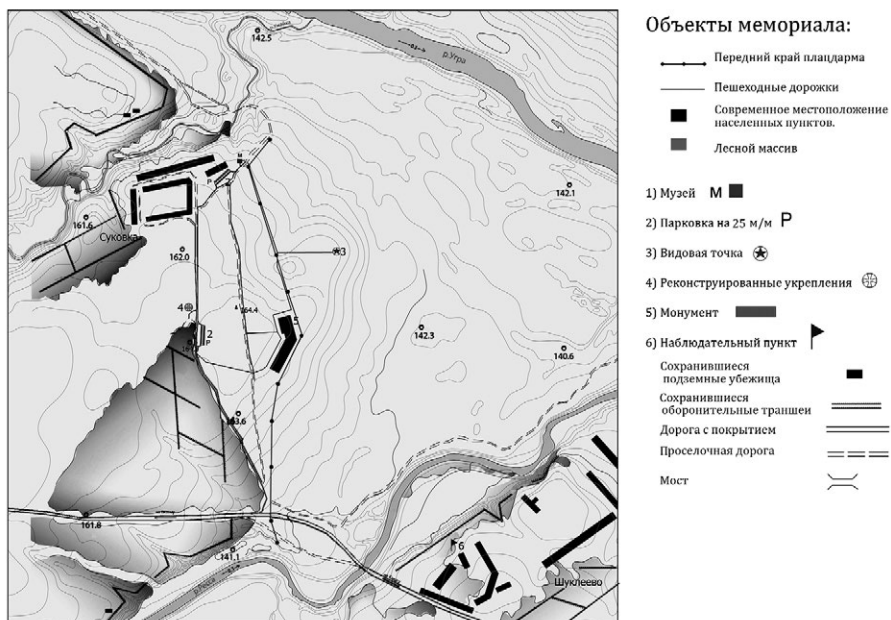 142.5
р.Угра
142.1
М
Р
161.6
Суковка
162.0
3
4
164.4
5
2
Р
142.3
140.6
163.6
161.8
141.1
6
Шуклеево
Объекты мемориала:
Передний край плацдарма
Пешеходные дорожки
Современное местоположение
населенных пунктов.
Лесной массив
1) Музей М
2) Парковка на 25 м/м Р
3) Видовая точка
4) Реконструированные укрепления
5) Монумент
6) Наблюдательный пункт
Сохранившиеся
подземные убежища
Сохранившиеся
оборонительные траншеи
Дорога с покрытием
Проселочная дорога
Мост